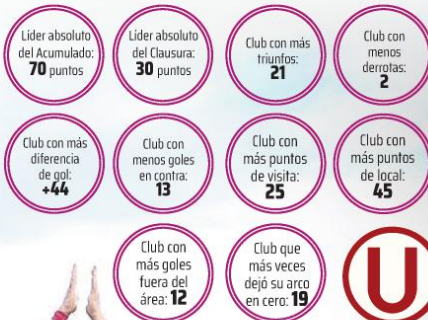 Líder absoluto
del Acumulado:
70 puntos
Líder absoluto
del Clausura:
30 puntos
Club con más
triunfos:
21
Club con
menos
derrotas:
2
Club con más
diferencia
de gol:
+44
Club con
menos goles
en contra:
13
Club con
más puntos
de visita:
25
Club con
más puntos
de local:
45
Club con
más goles
fuera del
área: 12
Club que
más veces
dejó su arco
en cero: 19
U